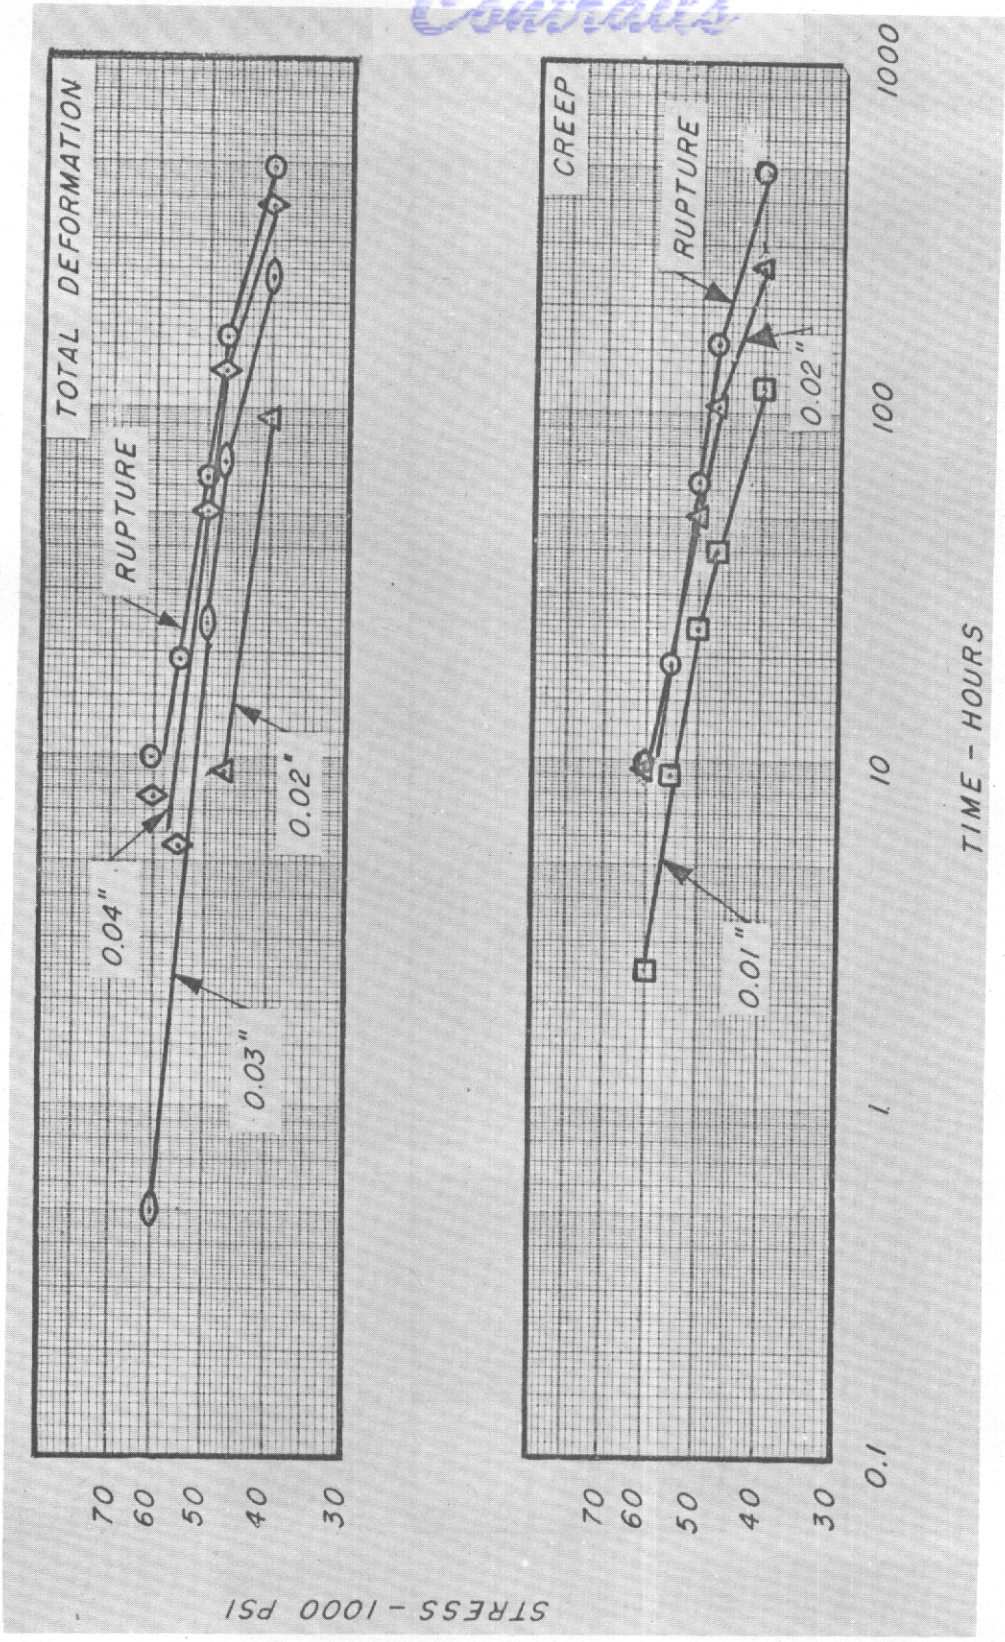 Contrails
TOTAL DEFORMATION
RUPTURE
0.04"
0.03"
0.02"
70
60
50
40
30
CREEP
RUPTURE
0.02"
0.01"
70
60
50
40
30
0.1
1.
10
100
1000
TIME - HOURS
STRESS - 1000 PSI